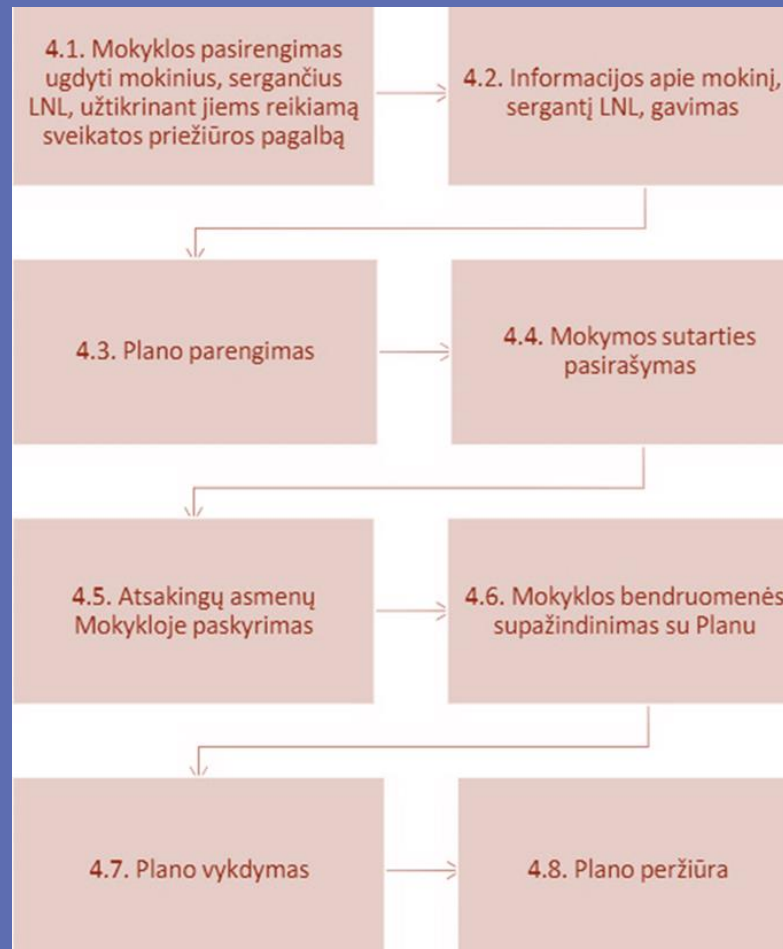 4.1. Mokyklos pasirengimas
ugdyti mokinius, sergančius
LNL, užtikrinant jiems reikiamą
sveikatos priežiūros pagalbą
4.2. Informacijos apie mokinį,
sergantį LNL, gavimas
4.3. Plano parengimas
4.4. Mokymos sutarties
pasirašymas
4.5. Atsakingų asmenų
Mokykloje paskyrimas
4.6. Mokyklos bendruomenės
supažindinimas su Planu
4.7. Plano vykdymas
4.8. Plano peržiūra